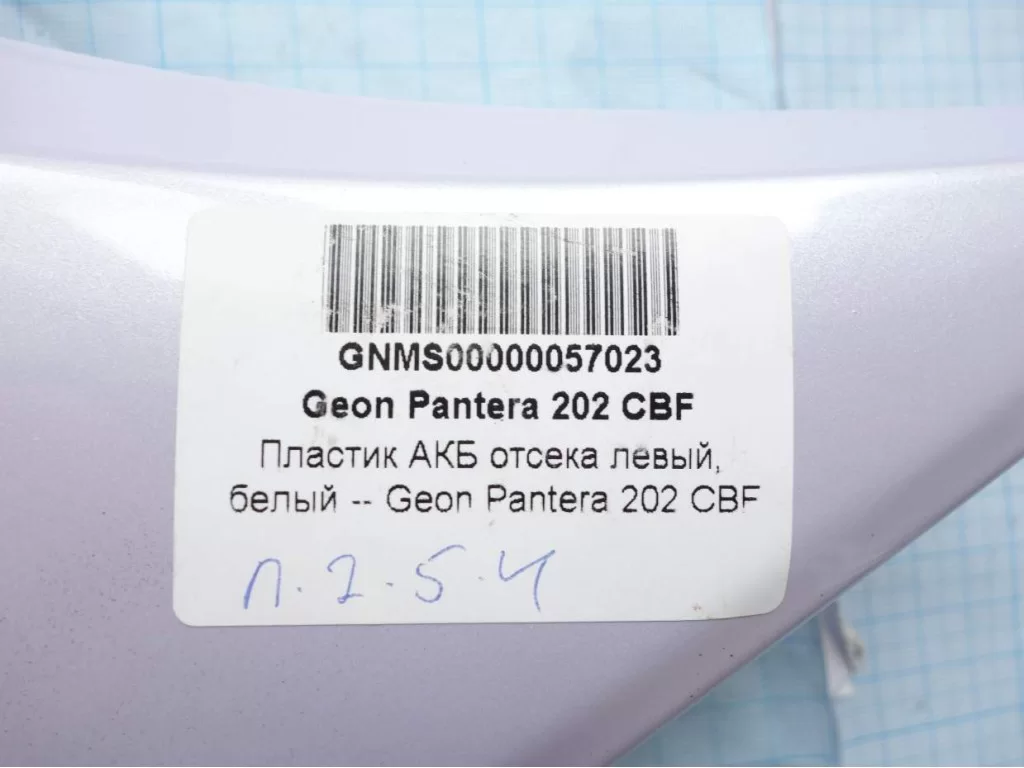 GNMS00000057023
Geon Pantera 202 CBF
Пластик АКБ отсека левый,
белый -- Geon Pantera 202 CBF
п. 2 - 5 - 4